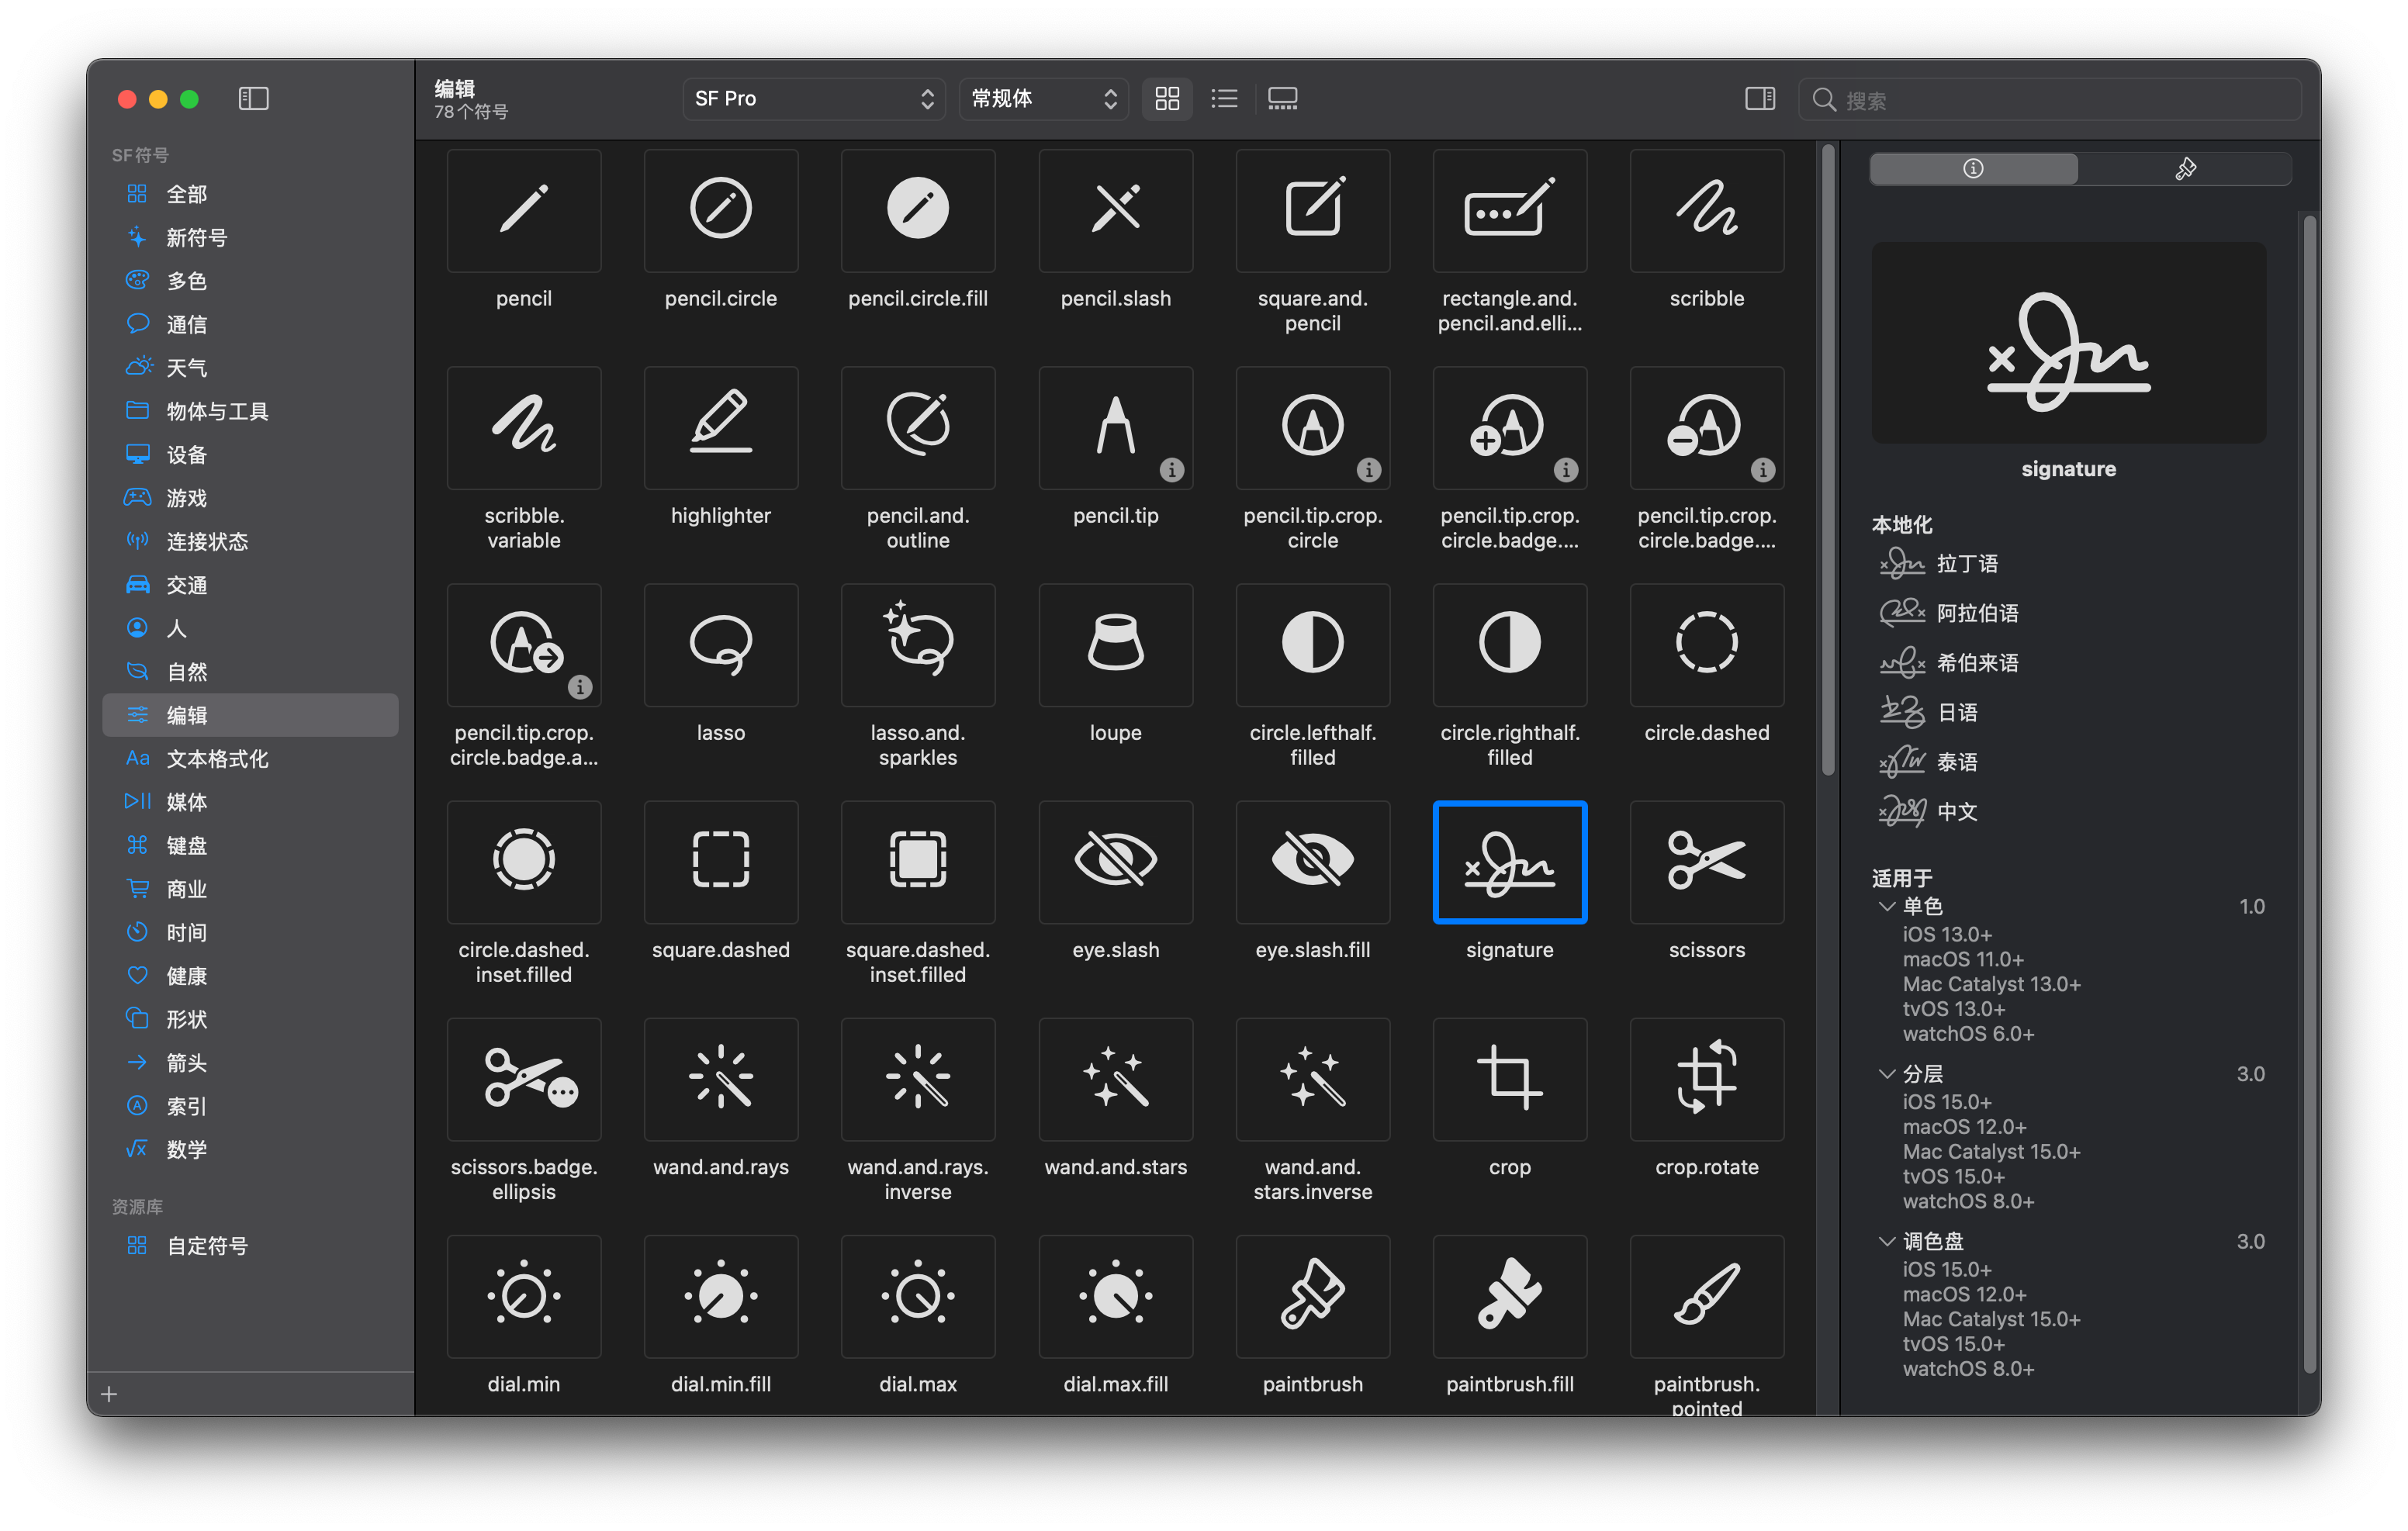 SF符号
全部
新符号
多色
通信
天气
物体与工具
设备
游戏
连接状态
交通
人
自然
编辑
文本格式化
媒体
键盘
商业
时间
健康
形状
箭头
索引
数学
资源库
自定符号
编辑
78个符号
SF Pro
常规体
搜索
pencil
pencil.circle
pencil.circle.fill
pencil.slash
square.and.
pencil
rectangle.and.
pencil.and.elli...
scribble
scribble.
variable
highlighter
pencil.and.
outline
pencil.tip
pencil.tip.crop.
circle
pencil.tip.crop.
circle.badge....
pencil.tip.crop.
circle.badge....
pencil.tip.crop.
circle.badge.a...
lasso
lasso.and.
sparkles
loupe
circle.lefthalf.
filled
circle.righthalf.
filled
circle.dashed
circle.dashed.
inset.filled
square.dashed
square.dashed.
inset.filled
eye.slash
eye.slash.fill
signature
scissors
scissors.badge.
ellipsis
wand.and.rays
wand.and.rays.
inverse
wand.and.stars
wand.and.
stars.inverse
crop
crop.rotate
dial.min
dial.min.fill
dial.max
dial.max.fill
paintbrush
paintbrush.fill
paintbrush.
pointed
signature
本地化
拉丁语
阿拉伯语
希伯来语
日语
泰语
中文
适用于
单色 1.0
iOS 13.0+
macOS 11.0+
Mac Catalyst 13.0+
tvOS 13.0+
watchOS 6.0+
分层 3.0
iOS 15.0+
macOS 12.0+
Mac Catalyst 15.0+
tvOS 15.0+
watchOS 8.0+
调色盘 3.0
iOS 15.0+
macOS 12.0+
Mac Catalyst 15.0+
tvOS 15.0+
watchOS 8.0+